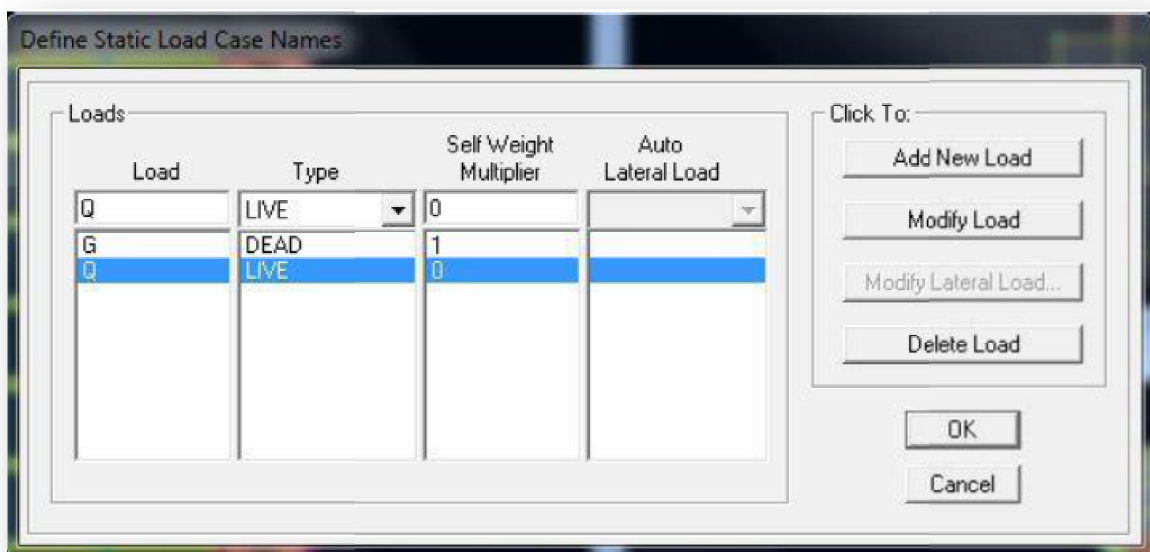 Define Static Load Case Names
Loads
Load Type Self Weight Multiplier Auto Lateral Load
Q LIVE 0
G DEAD 1
Q LIVE 0
Click To:
Add New Load
Modify Load
Modify Lateral Load...
Delete Load
OK
Cancel